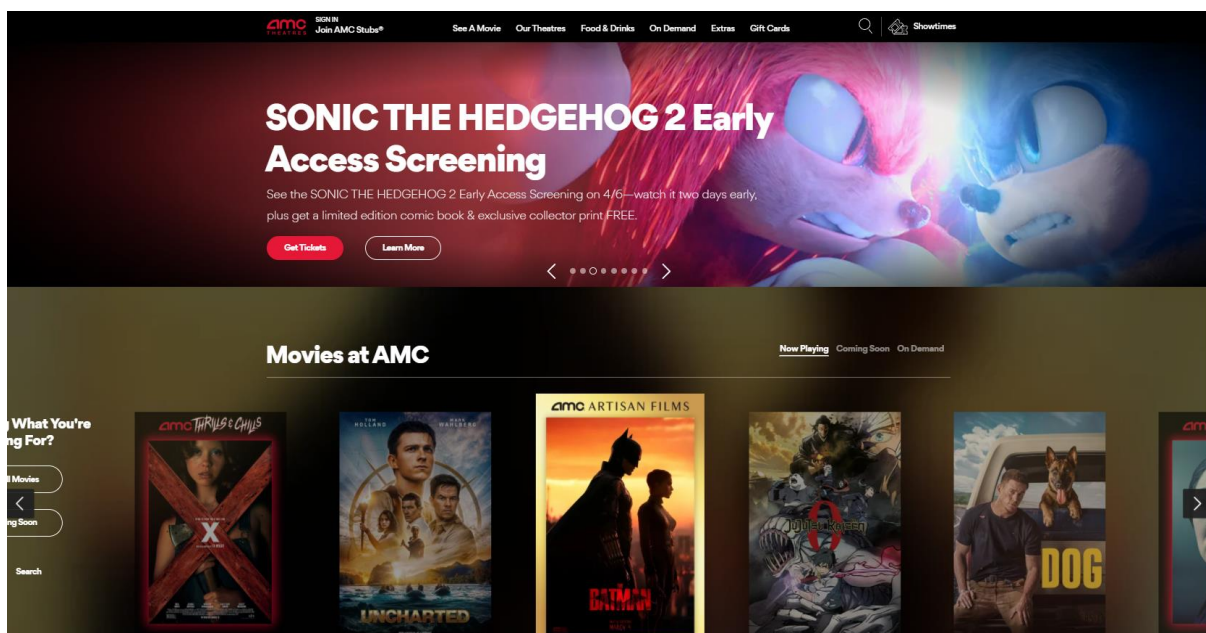 amc
THEATRES
SIGN IN
Join AMC Stubs®
See A Movie
Our Theatres
Food & Drinks
On Demand
Extras
Gift Cards
Showtimes
SONIC THE HEDGEHOG 2 Early
Access Screening
See the SONIC THE HEDGEHOG 2 Early Access Screening on 4/6—watch it two days early,
plus get a limited edition comic book & exclusive collector print FREE.
Get Tickets
Learn More
Movies at AMC
Now Playing
Coming Soon
On Demand
What You're
ng For?
ll Movies
ng Soon
Search
amc THRILLS & CHILLS
X
TOM
HOLLAND
MARK
WAHLBERG
UNCHARTED
amc ARTISAN FILMS
THE
BATMAN
JUJUTSU KAISEN
0
DOG
am